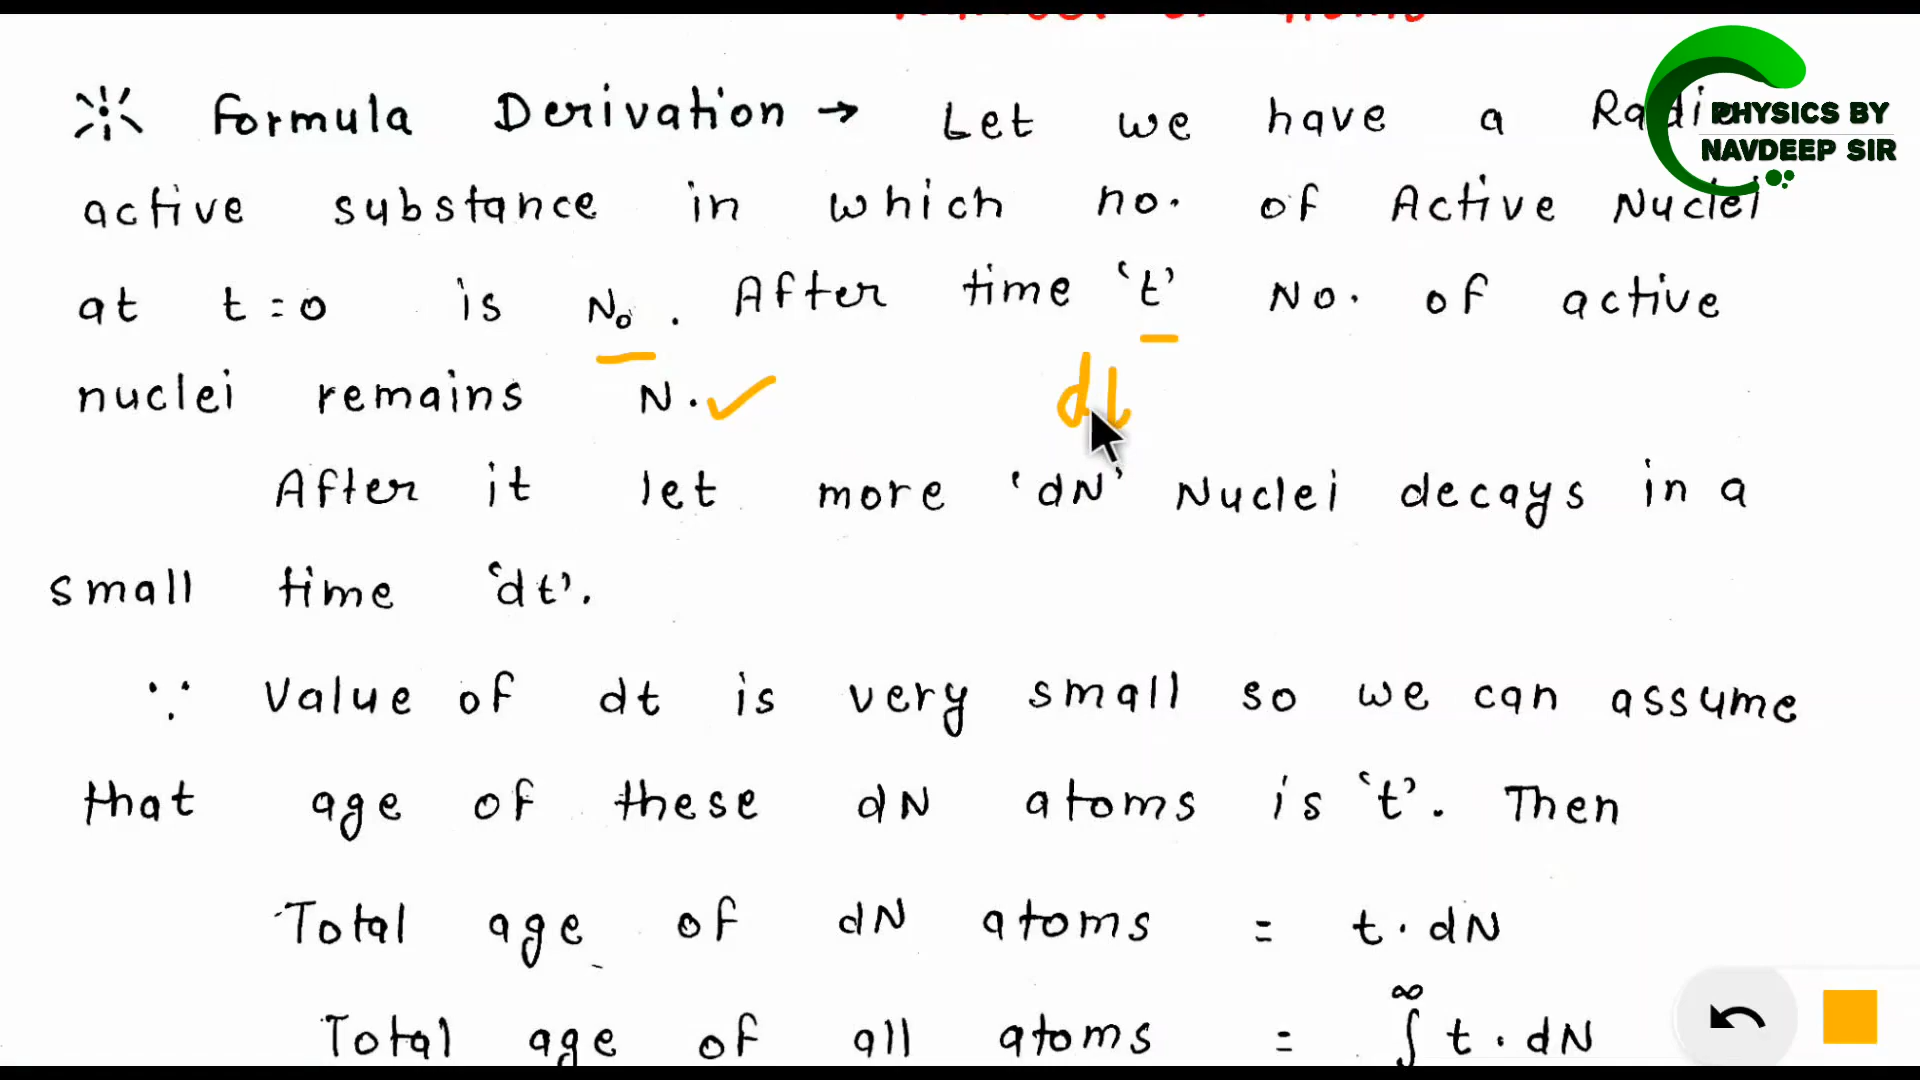 ※ Formula Derivation → Let we have a Radio
PHYSICS BY
NAVDEEP SIR
active substance in which no. of Active Nuclei
at t=0 is N₀. After time ‘t’ No. of active
nuclei remains N. ✓ dt
After it let more ‘dN’ Nuclei decays in a
small time ‘dt’.
∵ Value of dt is very small so we can assume
that age of these dN atoms is ‘t’. Then
Total age of dN atoms = t·dN
Total age of all atoms = ∫ t·dN
∞